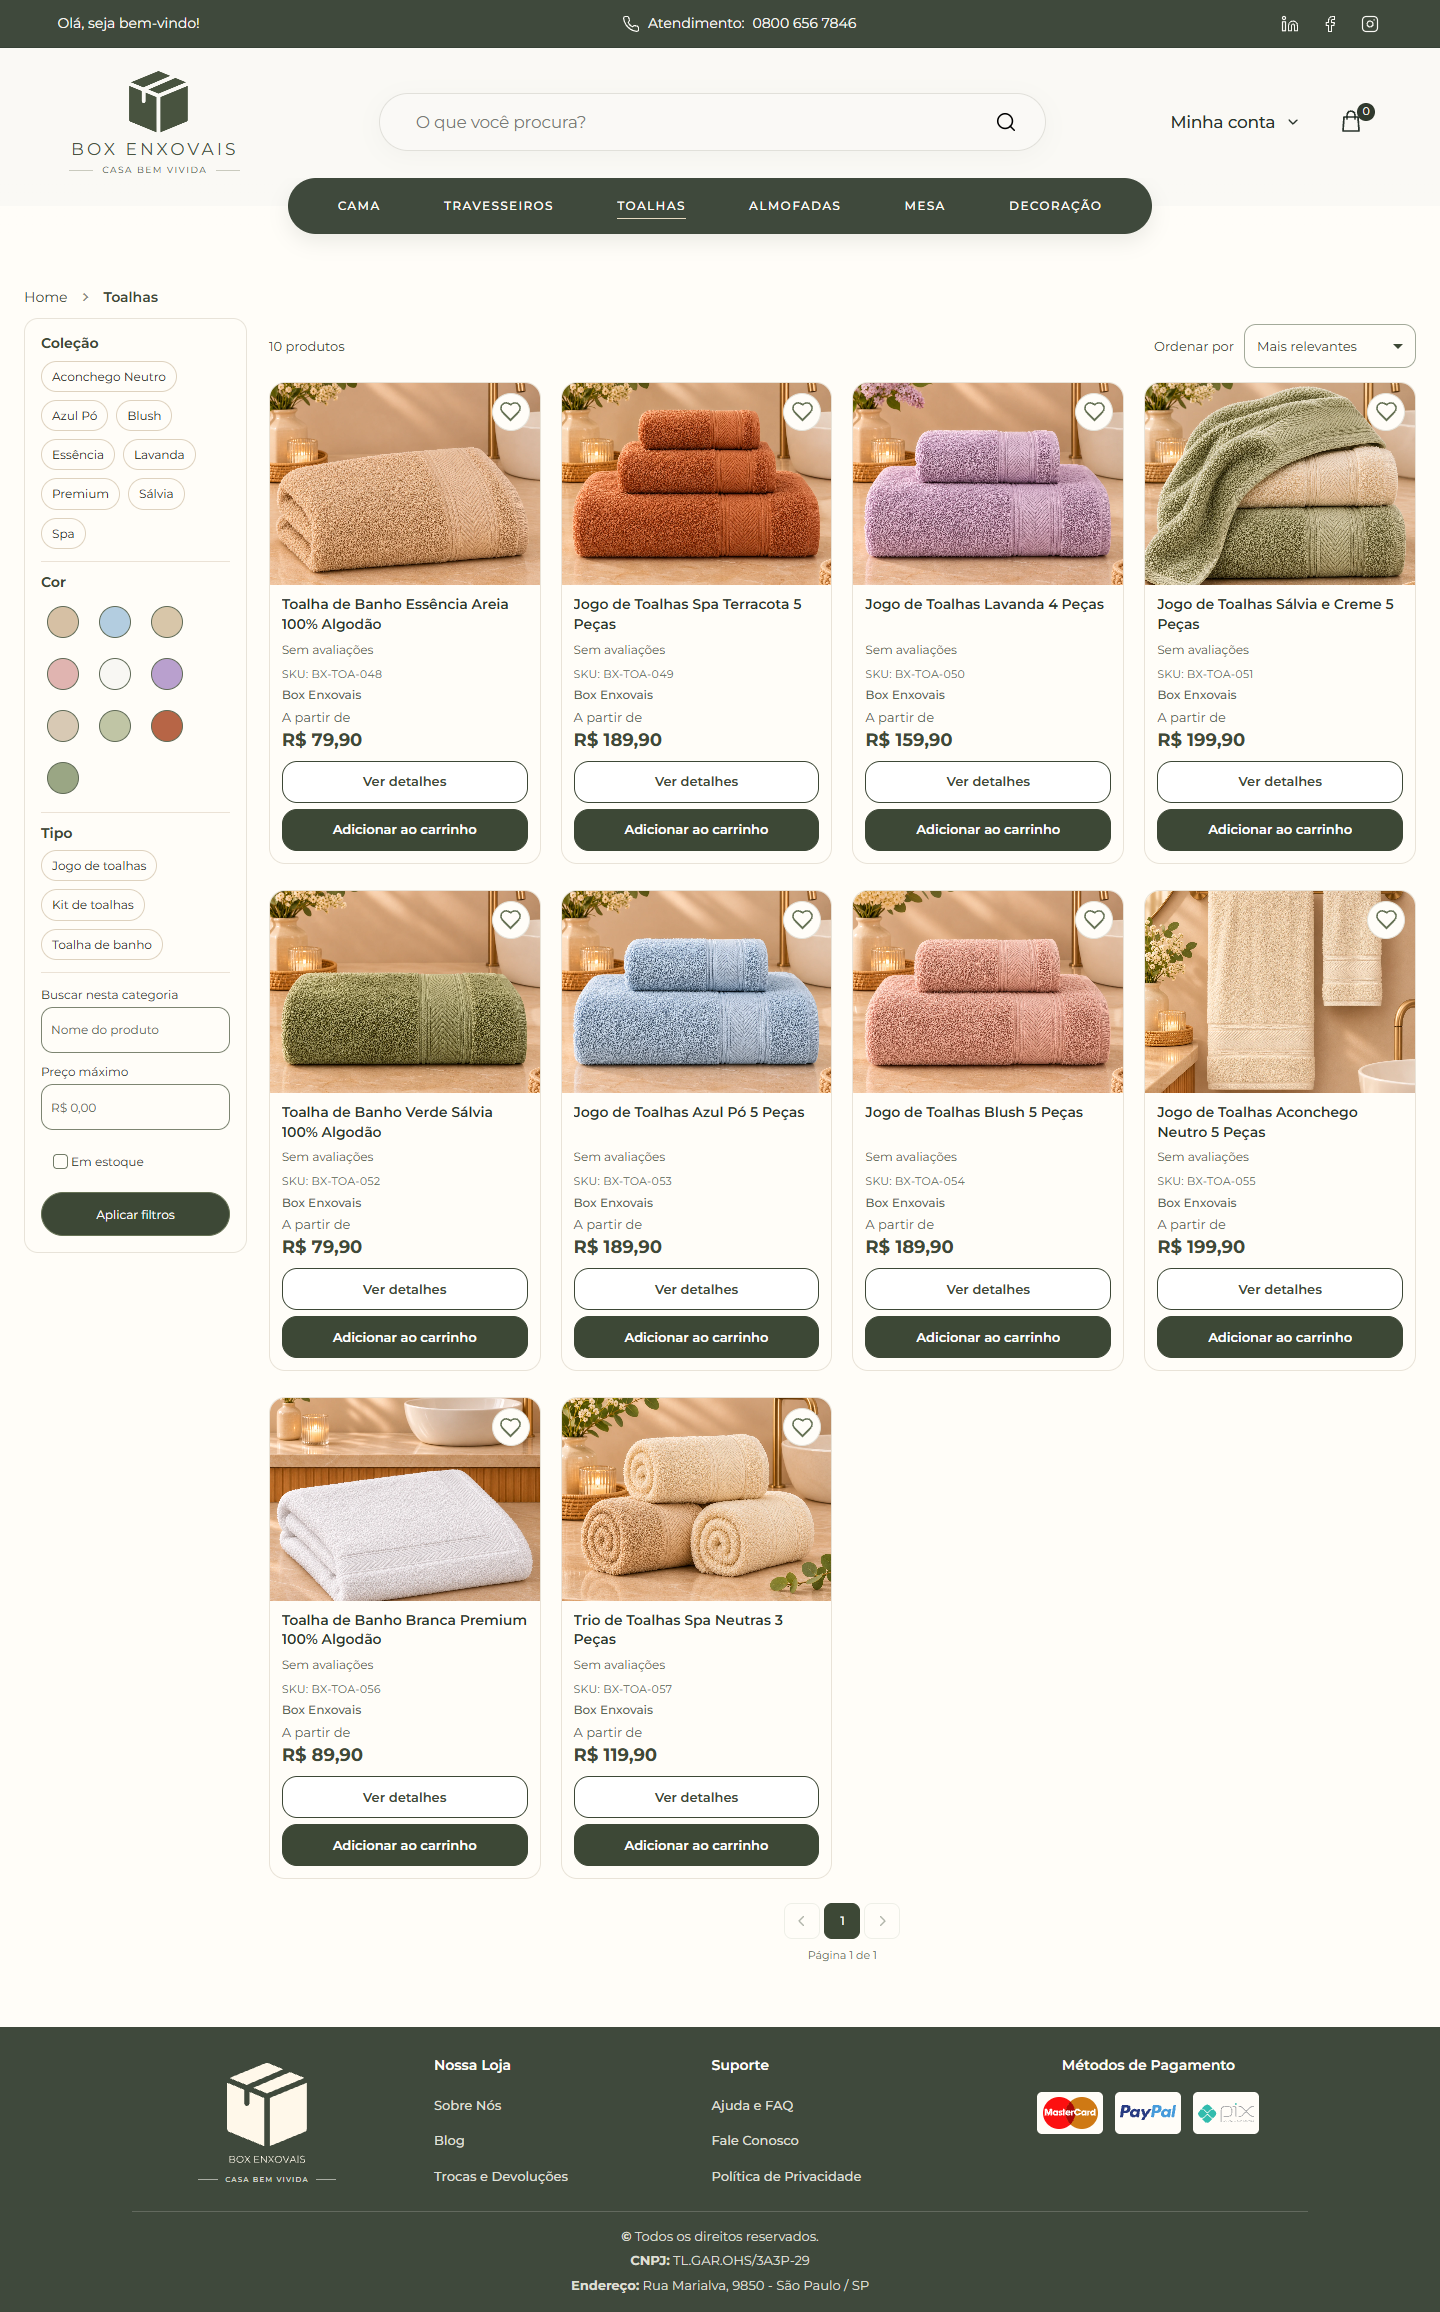 Olá, seja bem-vindo!
Atendimento: 0800 656 7846
BOX ENXOVAIS
CASA BEM VIVIDA
O que você procura?
Minha conta
0
CAMA
TRAVESSEIROS
TOALHAS
ALMOFADAS
MESA
DECORAÇÃO
Home
Toalhas
Coleção
Aconchego Neutro
Azul Pó
Blush
Essência
Lavanda
Premium
Sálvia
Spa
Cor
Tipo
Jogo de toalhas
Kit de toalhas
Toalha de banho
Buscar nesta categoria
Nome do produto
Preço máximo
R$ 0,00
Em estoque
Aplicar filtros
10 produtos
Ordenar por
Mais relevantes
Toalha de Banho Essência Areia
100% Algodão
Sem avaliações
SKU: BX-TOA-048
Box Enxovais
A partir de
R$ 79,90
Ver detalhes
Adicionar ao carrinho
Jogo de Toalhas Spa Terracota 5
Peças
Sem avaliações
SKU: BX-TOA-049
Box Enxovais
A partir de
R$ 189,90
Ver detalhes
Adicionar ao carrinho
Jogo de Toalhas Lavanda 4 Peças
Sem avaliações
SKU: BX-TOA-050
Box Enxovais
A partir de
R$ 159,90
Ver detalhes
Adicionar ao carrinho
Jogo de Toalhas Sálvia e Creme 5
Peças
Sem avaliações
SKU: BX-TOA-051
Box Enxovais
A partir de
R$ 199,90
Ver detalhes
Adicionar ao carrinho
Toalha de Banho Verde Sálvia
100% Algodão
Sem avaliações
SKU: BX-TOA-052
Box Enxovais
A partir de
R$ 79,90
Ver detalhes
Adicionar ao carrinho
Jogo de Toalhas Azul Pó 5 Peças
Sem avaliações
SKU: BX-TOA-053
Box Enxovais
A partir de
R$ 189,90
Ver detalhes
Adicionar ao carrinho
Jogo de Toalhas Blush 5 Peças
Sem avaliações
SKU: BX-TOA-054
Box Enxovais
A partir de
R$ 189,90
Ver detalhes
Adicionar ao carrinho
Jogo de Toalhas Aconchego
Neutro 5 Peças
Sem avaliações
SKU: BX-TOA-055
Box Enxovais
A partir de
R$ 199,90
Ver detalhes
Adicionar ao carrinho
Toalha de Banho Branca Premium
100% Algodão
Sem avaliações
SKU: BX-TOA-056
Box Enxovais
A partir de
R$ 89,90
Ver detalhes
Adicionar ao carrinho
Trio de Toalhas Spa Neutras 3
Peças
Sem avaliações
SKU: BX-TOA-057
Box Enxovais
A partir de
R$ 119,90
Ver detalhes
Adicionar ao carrinho
1
Página 1 de 1
BOX ENXOVAIS
CASA BEM VIVIDA
Nossa Loja
Sobre Nós
Blog
Trocas e Devoluções
Suporte
Ajuda e FAQ
Fale Conosco
Política de Privacidade
Métodos de Pagamento
MasterCard
PayPal
pix
© Todos os direitos reservados.
CNPJ: TL.GAR.OHS/3A3P-29
Endereço: Rua Marialva, 9850 - São Paulo / SP